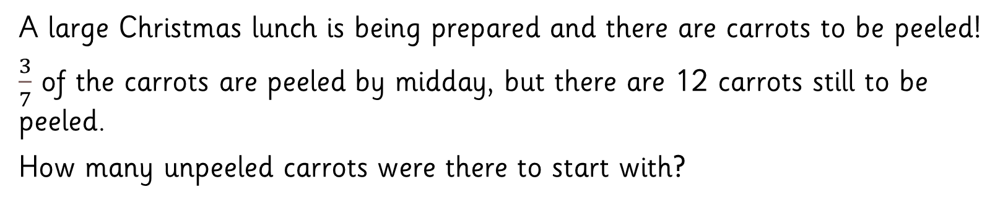 A large Christmas lunch is being prepared and there are carrots to be peeled!
3/7 of the carrots are peeled by midday, but there are 12 carrots still to be
peeled.
How many unpeeled carrots were there to start with?